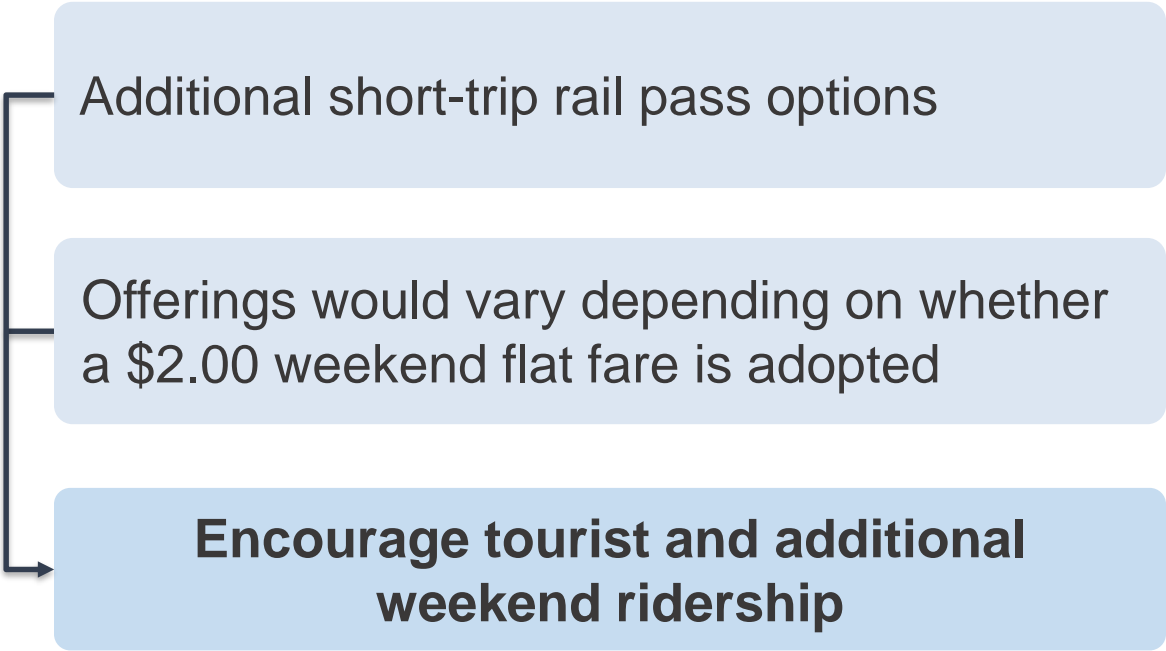 Additional short-trip rail pass options
Offerings would vary depending on whether
a $2.00 weekend flat fare is adopted
Encourage tourist and additional
weekend ridership